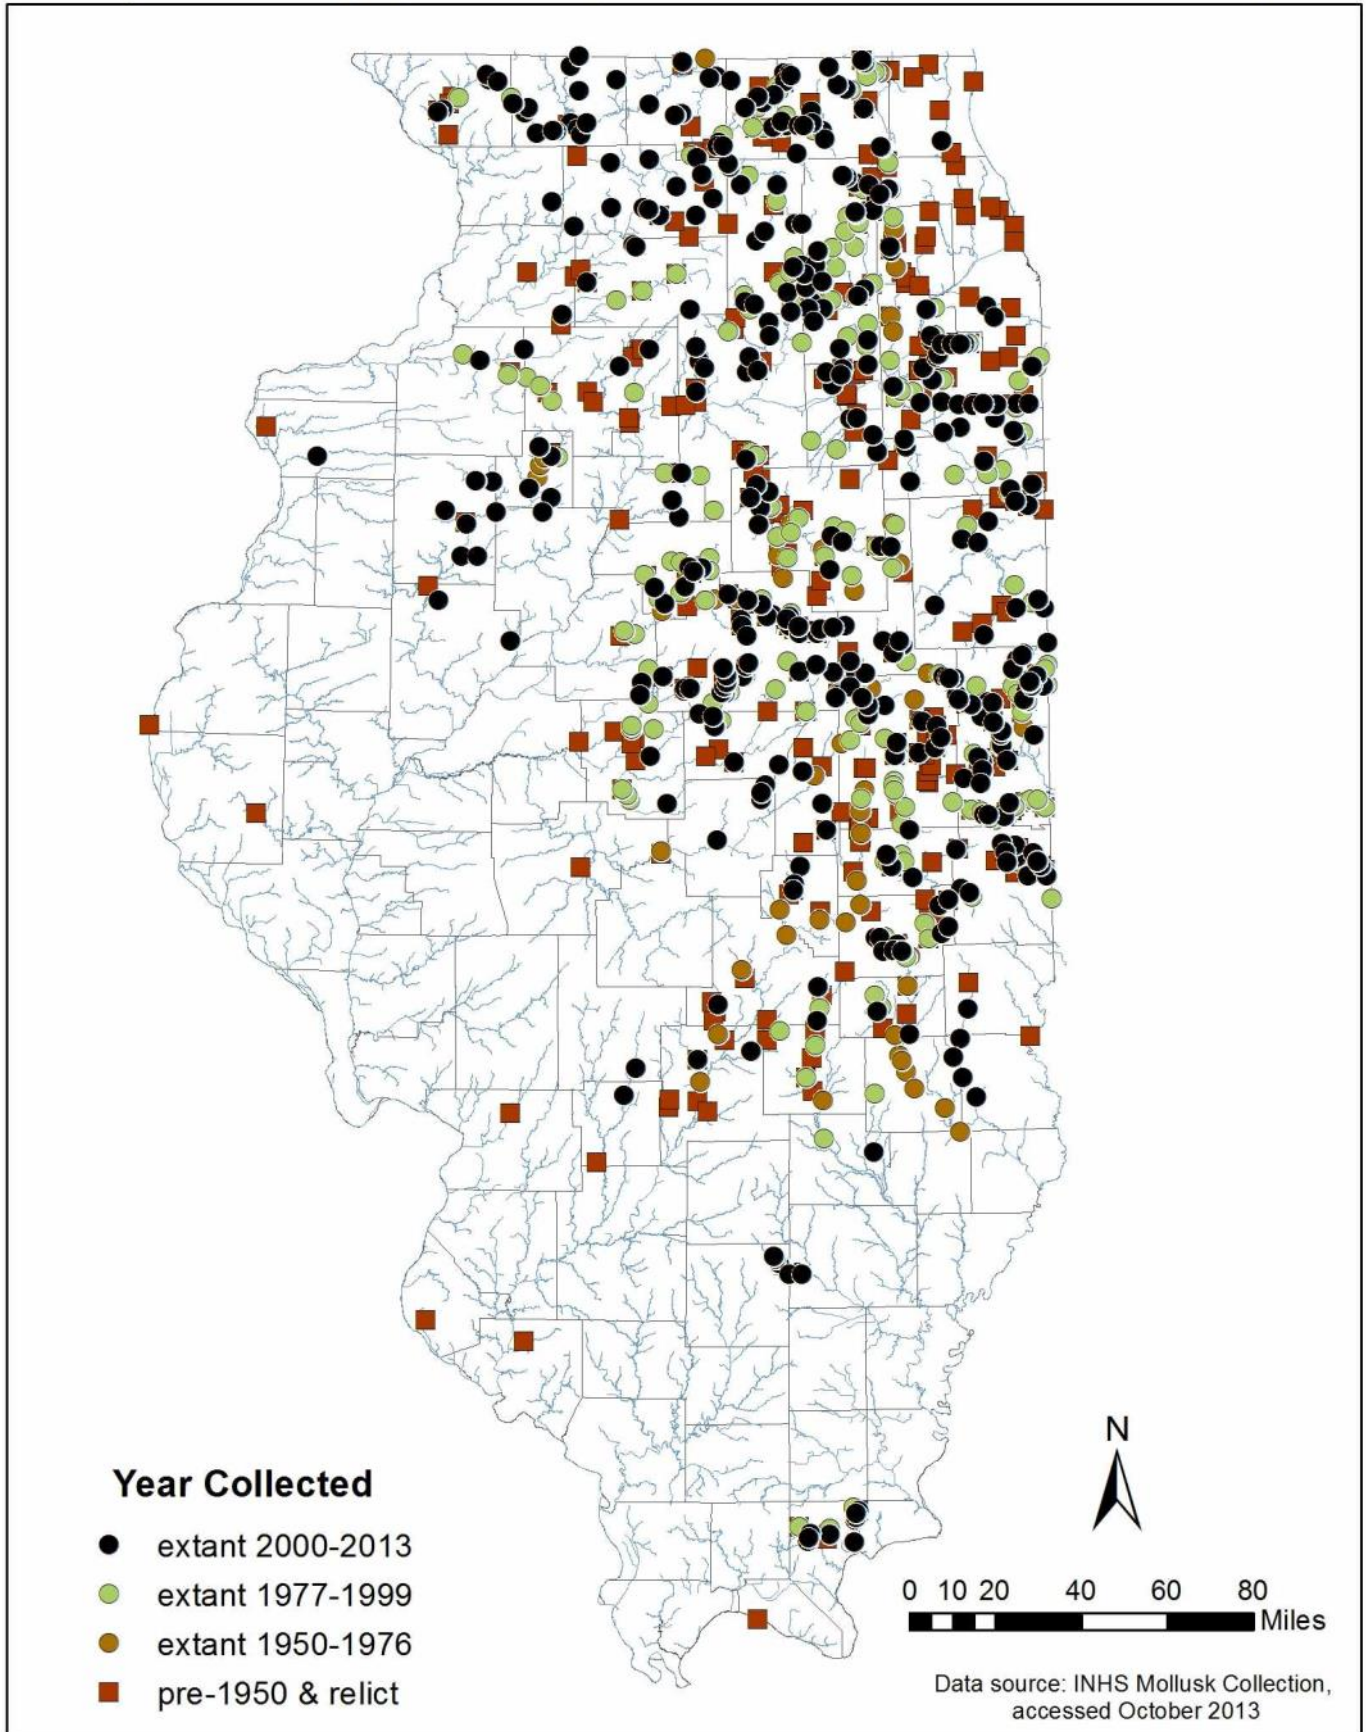 N
Year Collected
extant 2000-2013
extant 1977-1999
extant 1950-1976
pre-1950 & relict
0 10 20 40 60 80
Miles
Data source: INHS Mollusk Collection,
accessed October 2013